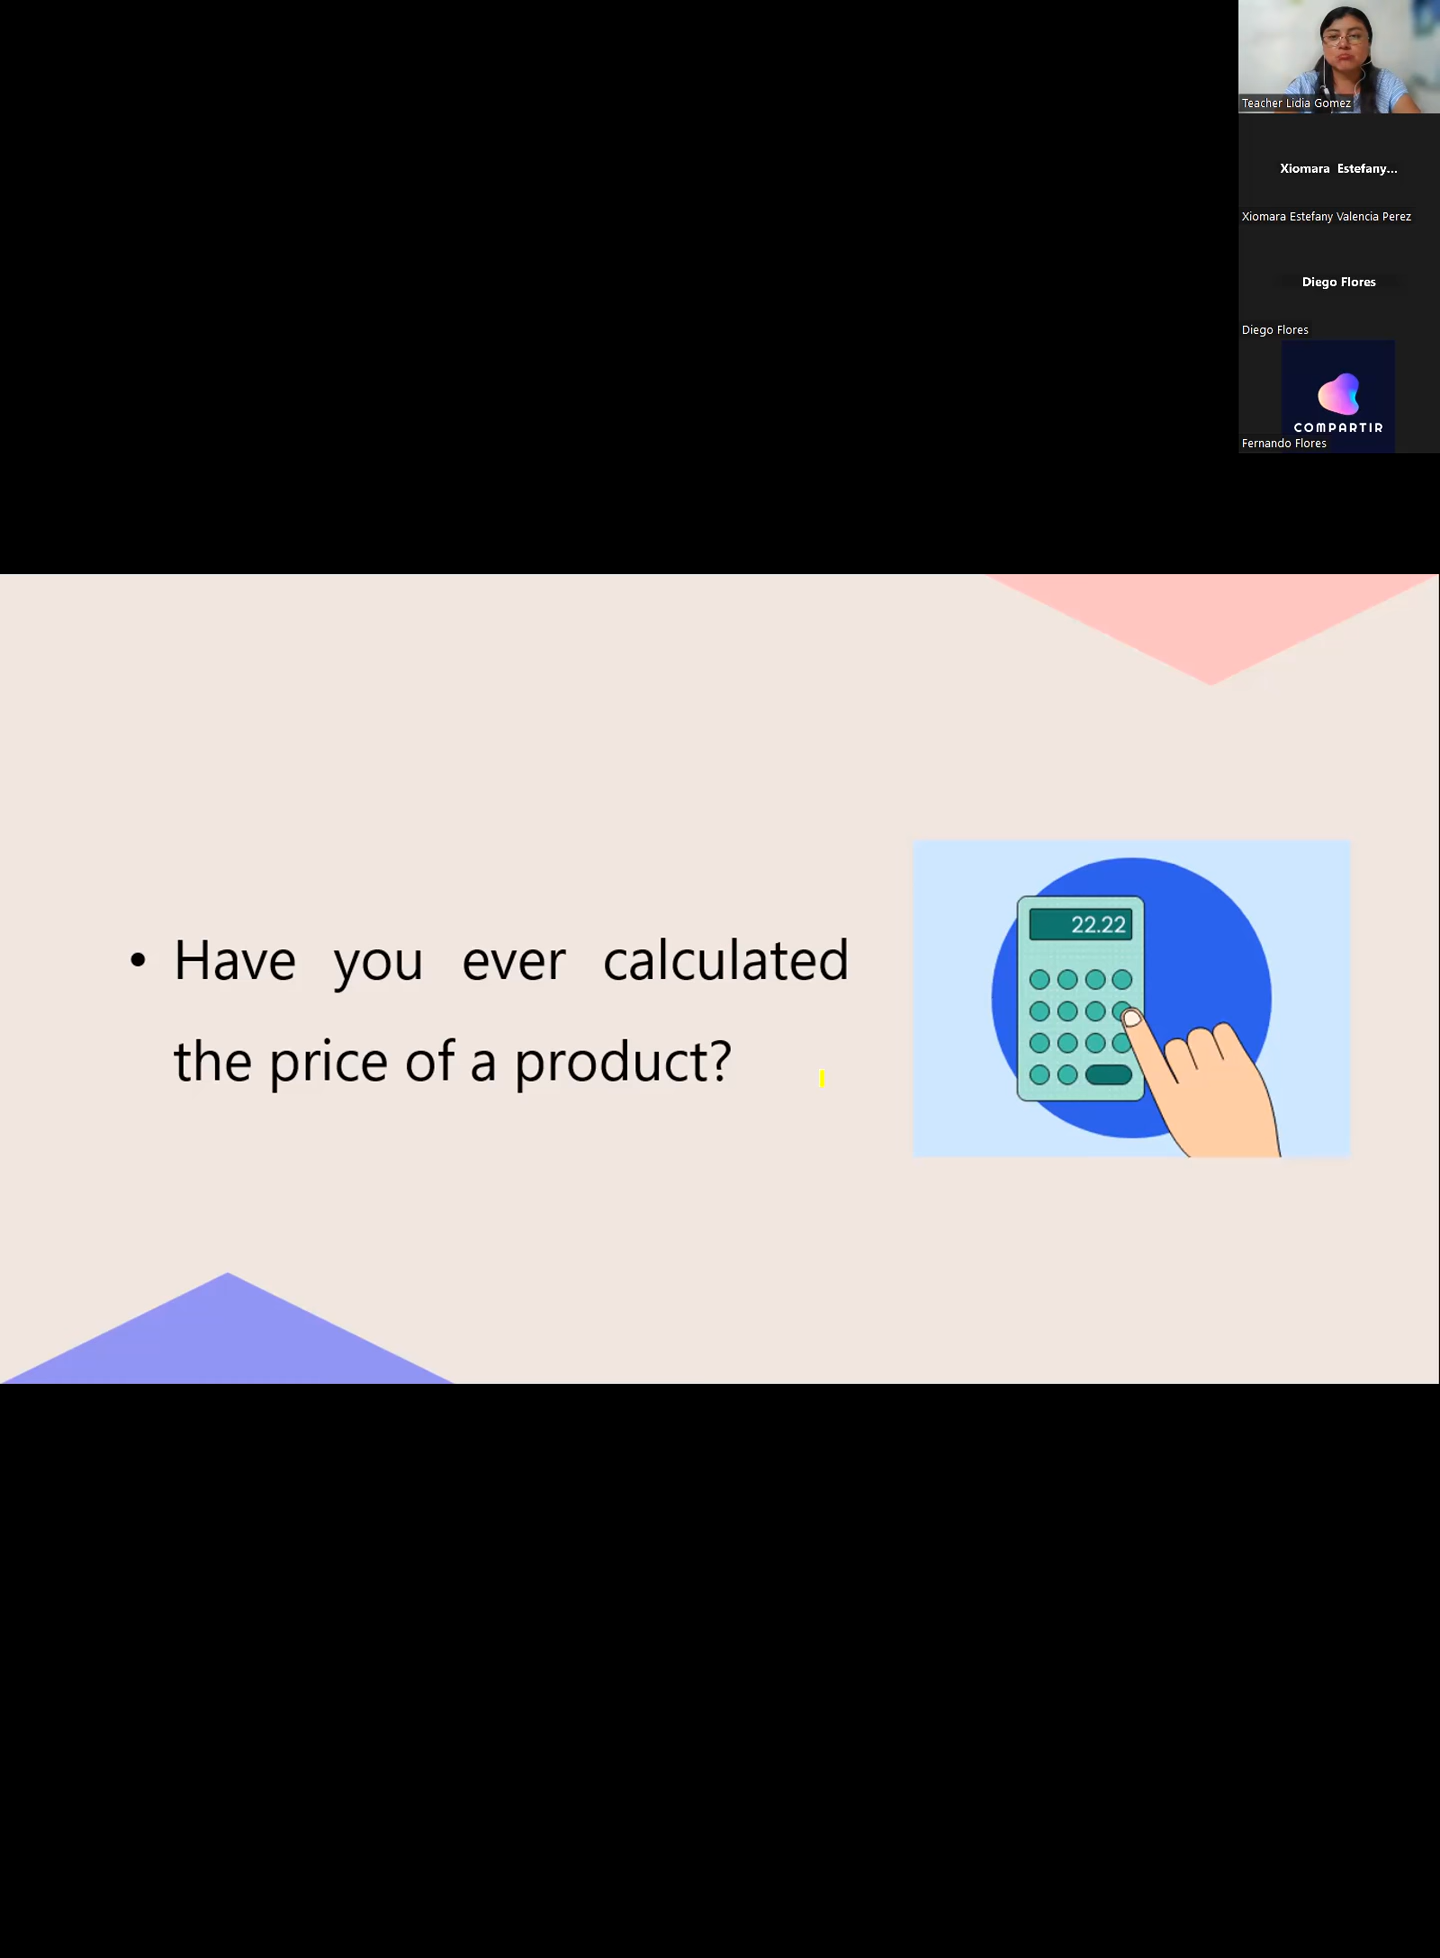 Teacher Lidia Gomez
Xiomara Estefany...
Xiomara Estefany Valencia Perez
Diego Flores
Diego Flores
COMPARTIR
Fernando Flores
• Have you ever calculated
the price of a product?
22.22